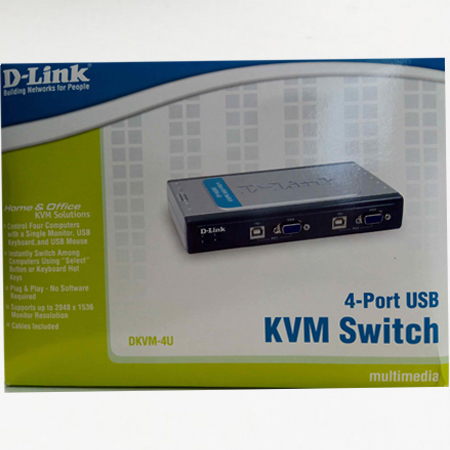 D-Link
Building Networks for People
D-Link
D-Link
Home & Office
KVM Solutions
Control Four Computers
with a Single Monitor, USB
Keyboard and USB Mouse
Instantly Switch Among
Computers Using "Select"
Button or Keyboard Hot
Keys
Plug & Play - No Software
Required
Supports up to 2048 x 1536
Monitor Resolution
Cables Included
DKVM-4U
4-Port USB
KVM Switch
multimedia